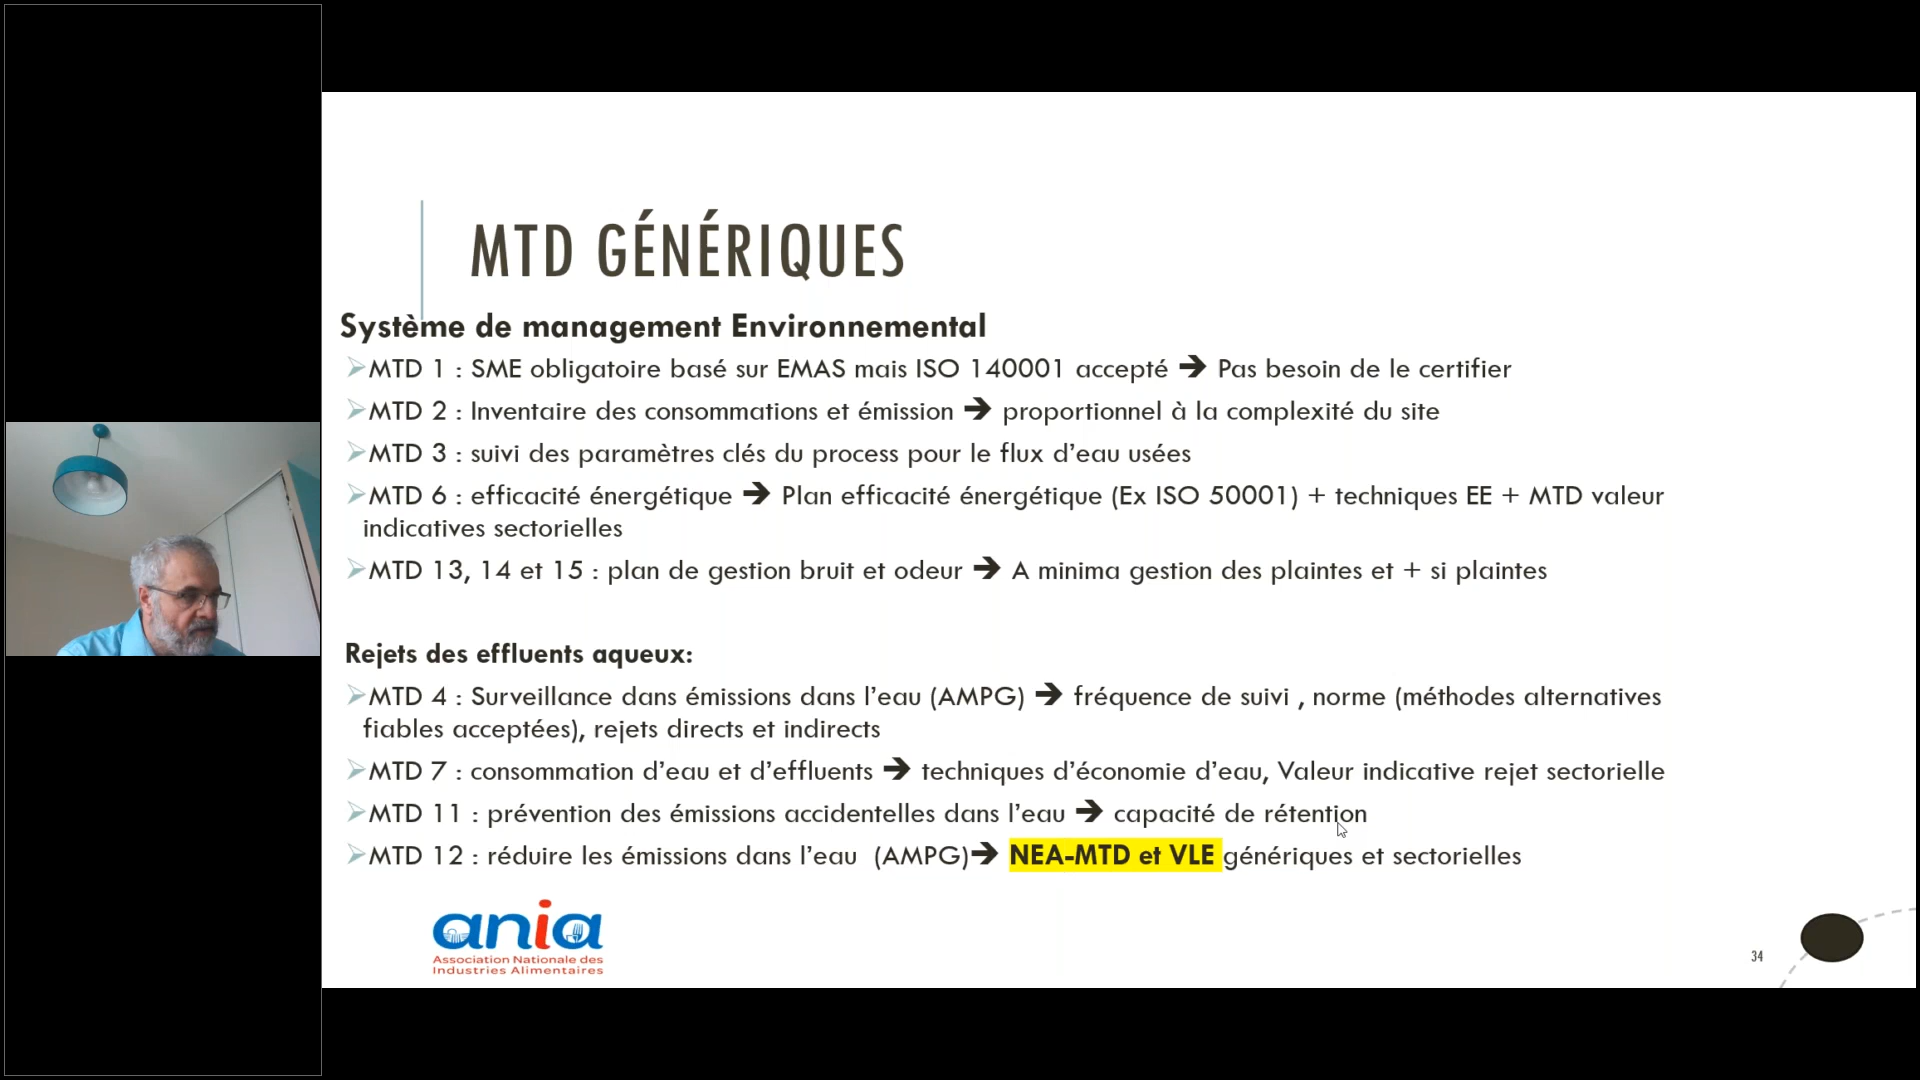 MTD GÉNÉRIQUES
Système de management Environnemental
MTD 1 : SME obligatoire basé sur EMAS mais ISO 140001 accepté ➔ Pas besoin de le certifier
MTD 2 : Inventaire des consommations et émission ➔ proportionnel à la complexité du site
MTD 3 : suivi des paramètres clés du process pour le flux d’eau usées
MTD 6 : efficacité énergétique ➔ Plan efficacité énergétique (Ex ISO 50001) + techniques EE + MTD valeur
indicatives sectorielles
MTD 13, 14 et 15 : plan de gestion bruit et odeur ➔ A minima gestion des plaintes et + si plaintes
Rejets des effluents aqueux:
MTD 4 : Surveillance dans émissions dans l’eau (AMPG) ➔ fréquence de suivi , norme (méthodes alternatives
fiables acceptées), rejets directs et indirects
MTD 7 : consommation d’eau et d’effluents ➔ techniques d’économie d’eau, Valeur indicative rejet sectorielle
MTD 11 : prévention des émissions accidentelles dans l’eau ➔ capacité de rétention
MTD 12 : réduire les émissions dans l’eau (AMPG)➔ NEA-MTD et VLE génériques et sectorielles
ania
Association Nationale des
Industries Alimentaires
34